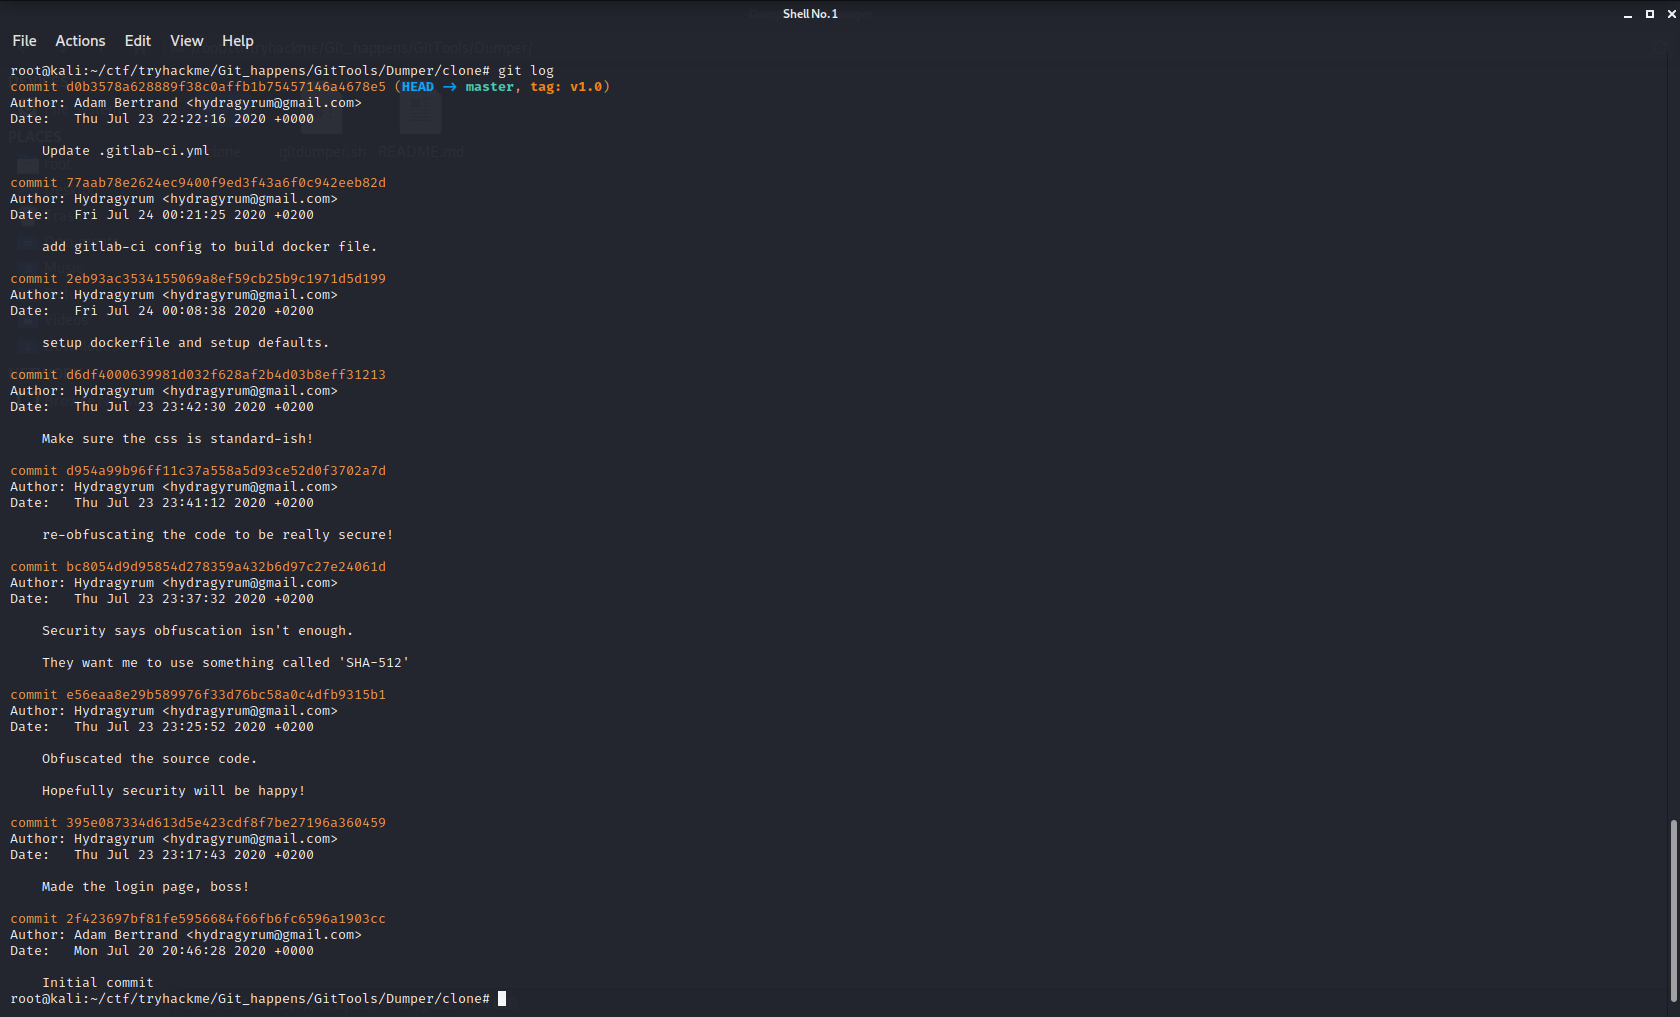 Shell No. 1
File Actions Edit View Help
root@kali:~/ctf/tryhackme/Git_happens/GitTools/Dumper/clone# git log
commit d0b3578a628889f38c0affb1b75457146a4678e5 (HEAD → master, tag: v1.0)
Author: Adam Bertrand <hydragyrum@gmail.com>
Date:   Thu Jul 23 22:22:16 2020 +0000
Update .gitlab-ci.yml
commit 77aab78e2624ec9400f9ed3f43a6f0c942eeb82d
Author: Hydragyrum <hydragyrum@gmail.com>
Date:   Fri Jul 24 00:21:25 2020 +0200
add gitlab-ci config to build docker file.
commit 2eb93ac3534155069a8ef59cb25b9c1971d5d199
Author: Hydragyrum <hydragyrum@gmail.com>
Date:   Fri Jul 24 00:08:38 2020 +0200
setup dockerfile and setup defaults.
commit d6df4000639981d032f628af2b4d03b8eff31213
Author: Hydragyrum <hydragyrum@gmail.com>
Date:   Thu Jul 23 23:42:30 2020 +0200
Make sure the css is standard-ish!
commit d954a99b96ff11c37a558a5d93ce52d0f3702a7d
Author: Hydragyrum <hydragyrum@gmail.com>
Date:   Thu Jul 23 23:41:12 2020 +0200
re-obfuscating the code to be really secure!
commit bc8054d9d95854d278359a432b6d97c27e24061d
Author: Hydragyrum <hydragyrum@gmail.com>
Date:   Thu Jul 23 23:37:32 2020 +0200
Security says obfuscation isn't enough.
They want me to use something called 'SHA-512'
commit e56eaa8e29b589976f33d76bc58a0c4dfb9315b1
Author: Hydragyrum <hydragyrum@gmail.com>
Date:   Thu Jul 23 23:25:52 2020 +0200
Obfuscated the source code.
Hopefully security will be happy!
commit 395e087334d613d5e423cdf8f7be27196a360459
Author: Hydragyrum <hydragyrum@gmail.com>
Date:   Thu Jul 23 23:17:43 2020 +0200
Made the login page, boss!
commit 2f423697bf81fe5956684f66fb6fc6596a1903cc
Author: Adam Bertrand <hydragyrum@gmail.com>
Date:   Mon Jul 20 20:46:28 2020 +0000
Initial commit
root@kali:~/ctf/tryhackme/Git_happens/GitTools/Dumper/clone#